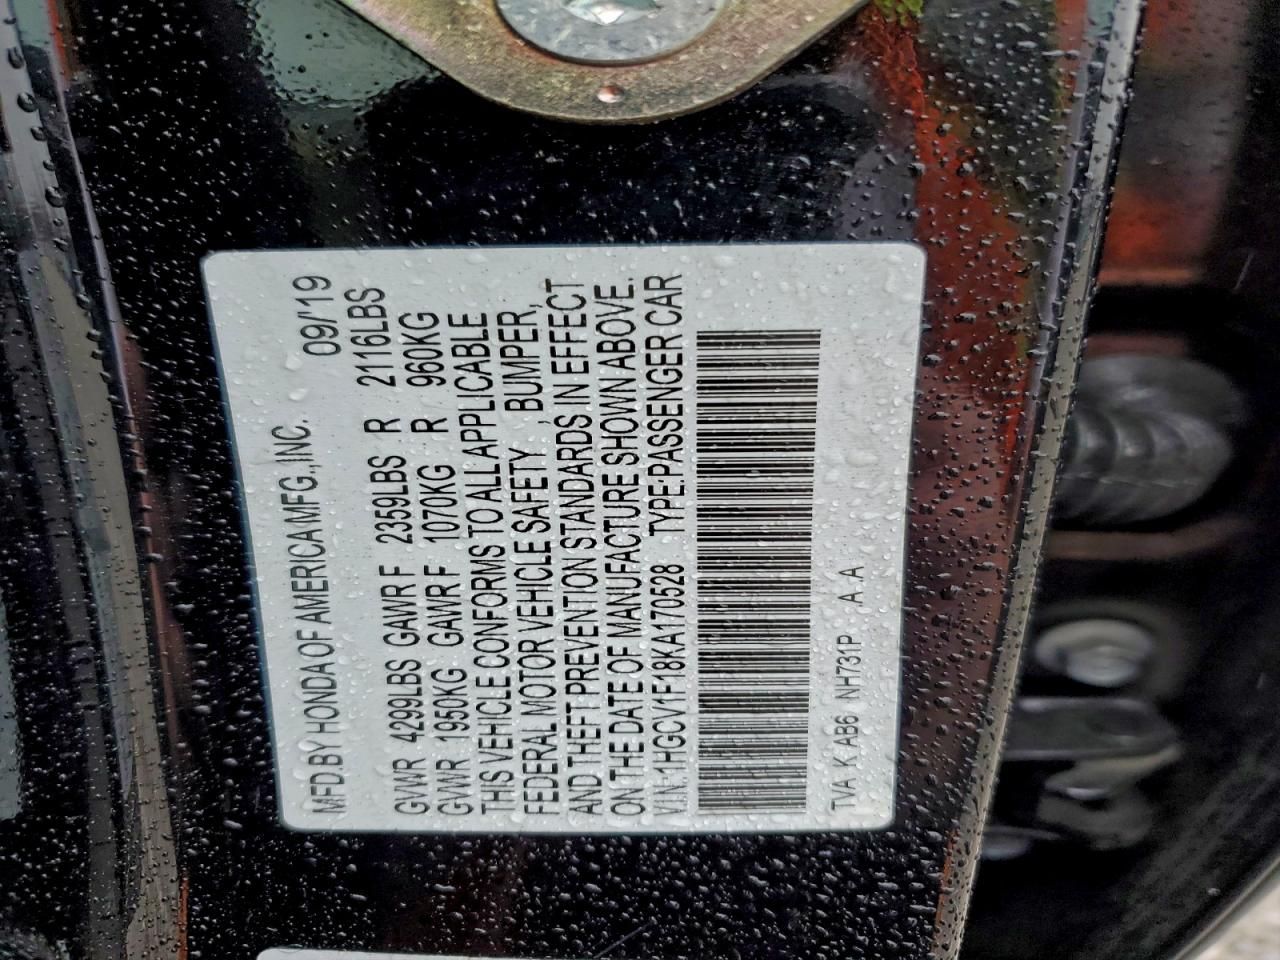 MFD.BY HONDA OF AMERICA MFG.,INC. 09/'19
GVWR 4299LBS GAWR F 2359LBS R 2116LBS
GVWR 1950KG GAWR F 1070KG R 960KG
THIS VEHICLE CONFORMS TO ALL APPLICABLE
FEDERAL MOTOR VEHICLE SAFETY , BUMPER,
AND THEFT PREVENTION STANDARDS IN EFFECT
ON THE DATE OF MANUFACTURE SHOWN ABOVE.
V.I.N. 1HGCV1F18KA170528 TYPE:PASSENGER CAR
TVA K AB6 NH731P A A